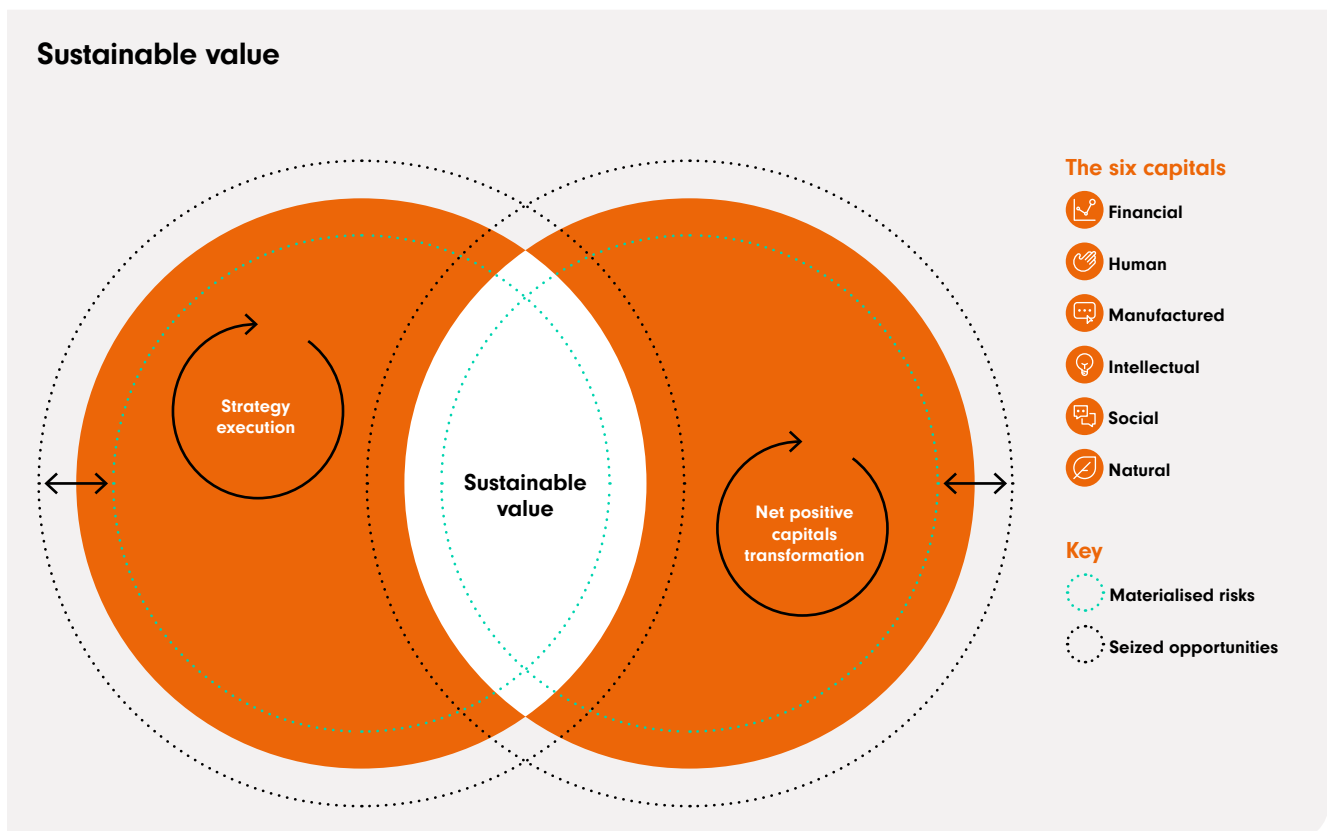 Sustainable value
Strategy
execution
Sustainable
value
Net positive
capitals
transformation
The six capitals
Financial
Human
Manufactured
Intellectual
Social
Natural
Key
Materialised risks
Seized opportunities